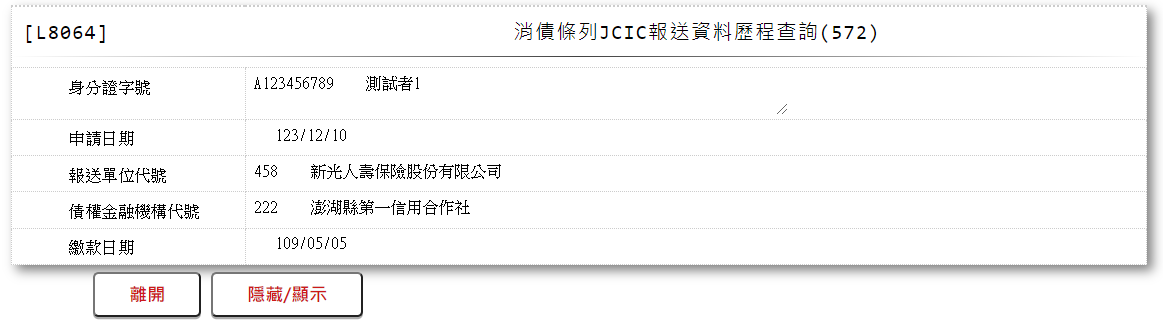 [L8064] 消債條列JCIC報送資料歷程查詢(572)
身分證字號 A123456789 測試者1
申請日期 123/12/10
報送單位代號 458 新光人壽保險股份有限公司
債權金融機構代號 222 澎湖縣第一信用合作社
繳款日期 109/05/05
離開 隱藏/顯示